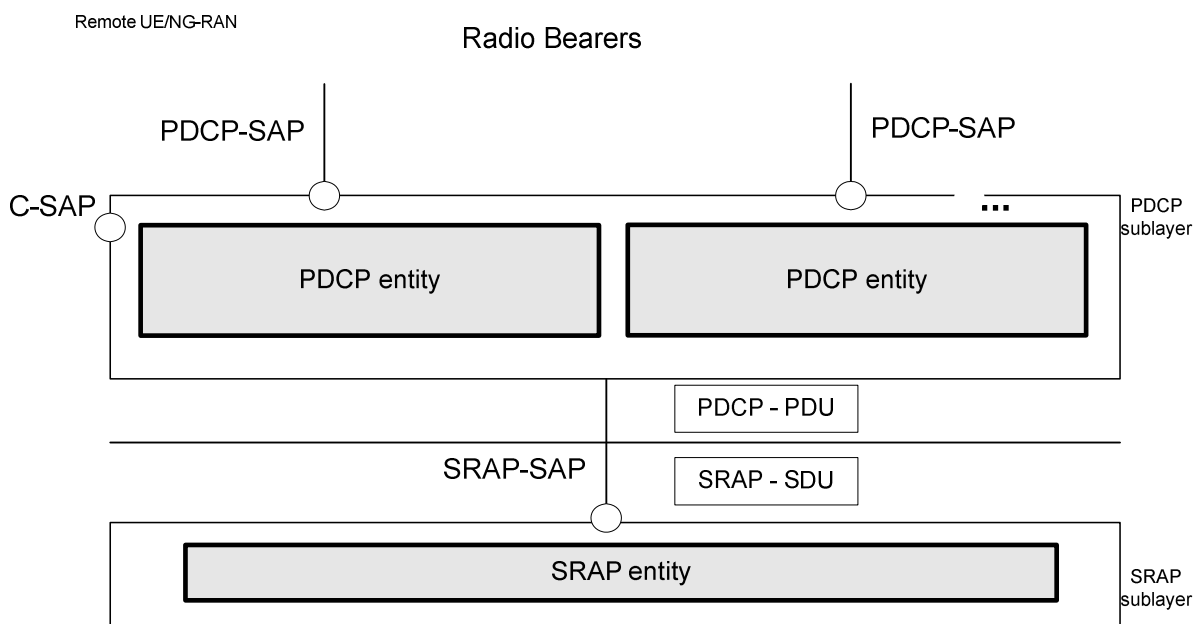 Remote UE/NG-RAN
Radio Bearers
PDCP-SAP
PDCP-SAP
C-SAP
...
PDCP
sublayer
PDCP entity
PDCP entity
PDCP - PDU
SRAP-SAP
SRAP - SDU
SRAP entity
SRAP
sublayer